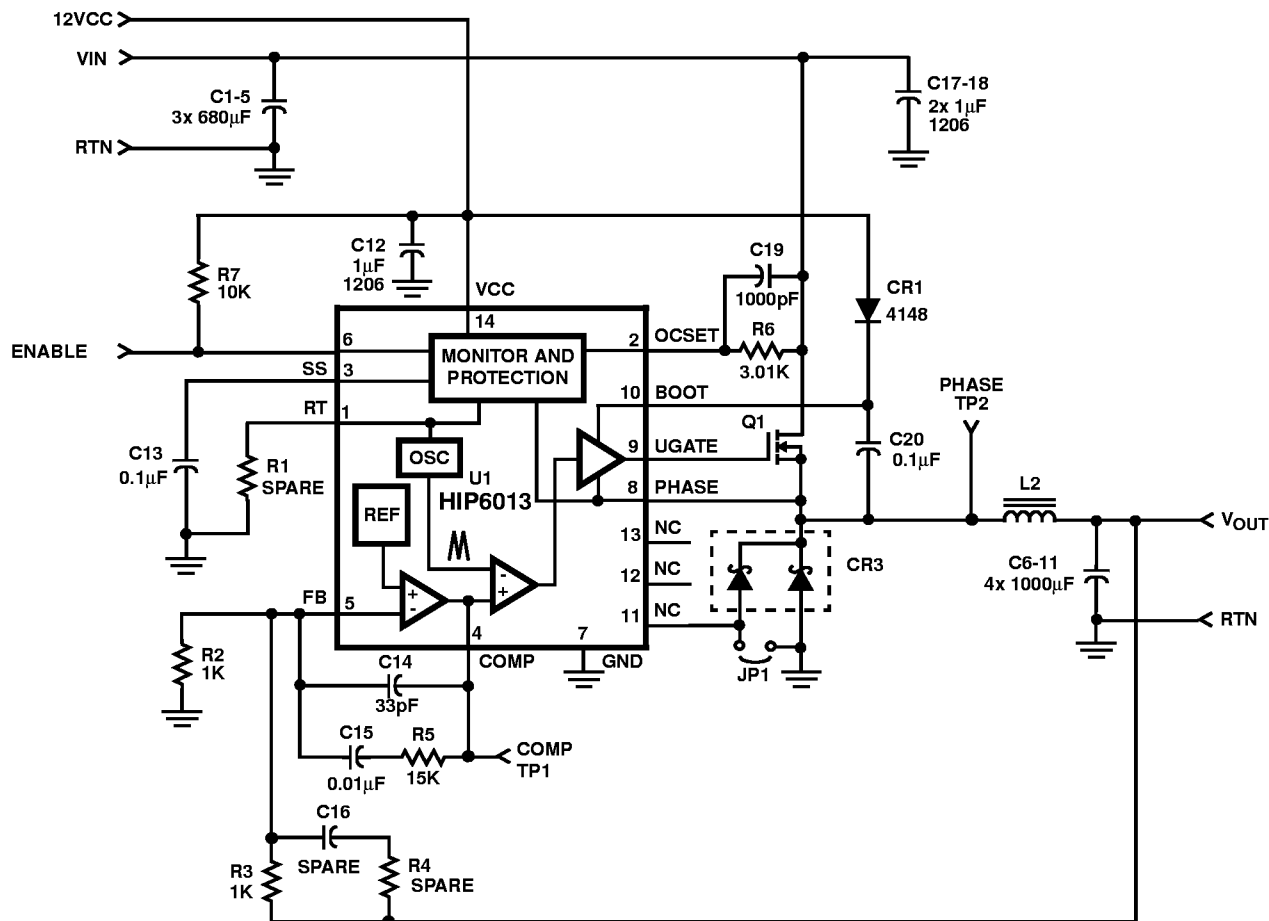 12VCC
VIN
C1-5
3x 680μF
RTN
C17-18
2x 1μF
1206
R7
10K
C12
1μF
1206
VCC
14
C19
1000pF
CR1
4148
ENABLE
6
MONITOR AND
PROTECTION
2
OCSET
R6
3.01K
SS
3
10
BOOT
PHASE
TP2
RT
1
OSC
U1
HIP6013
9
UGATE
Q1
C20
0.1μF
C13
0.1μF
R1
SPARE
REF
8
PHASE
L2
VOUT
13
NC
12
NC
11
NC
CR3
C6-11
4x 1000μF
RTN
FB
5
+
-
-
+
4
COMP
7
GND
JP1
R2
1K
C14
33pF
C15
0.01μF
R5
15K
COMP
TP1
C16
SPARE
R3
1K
R4
SPARE